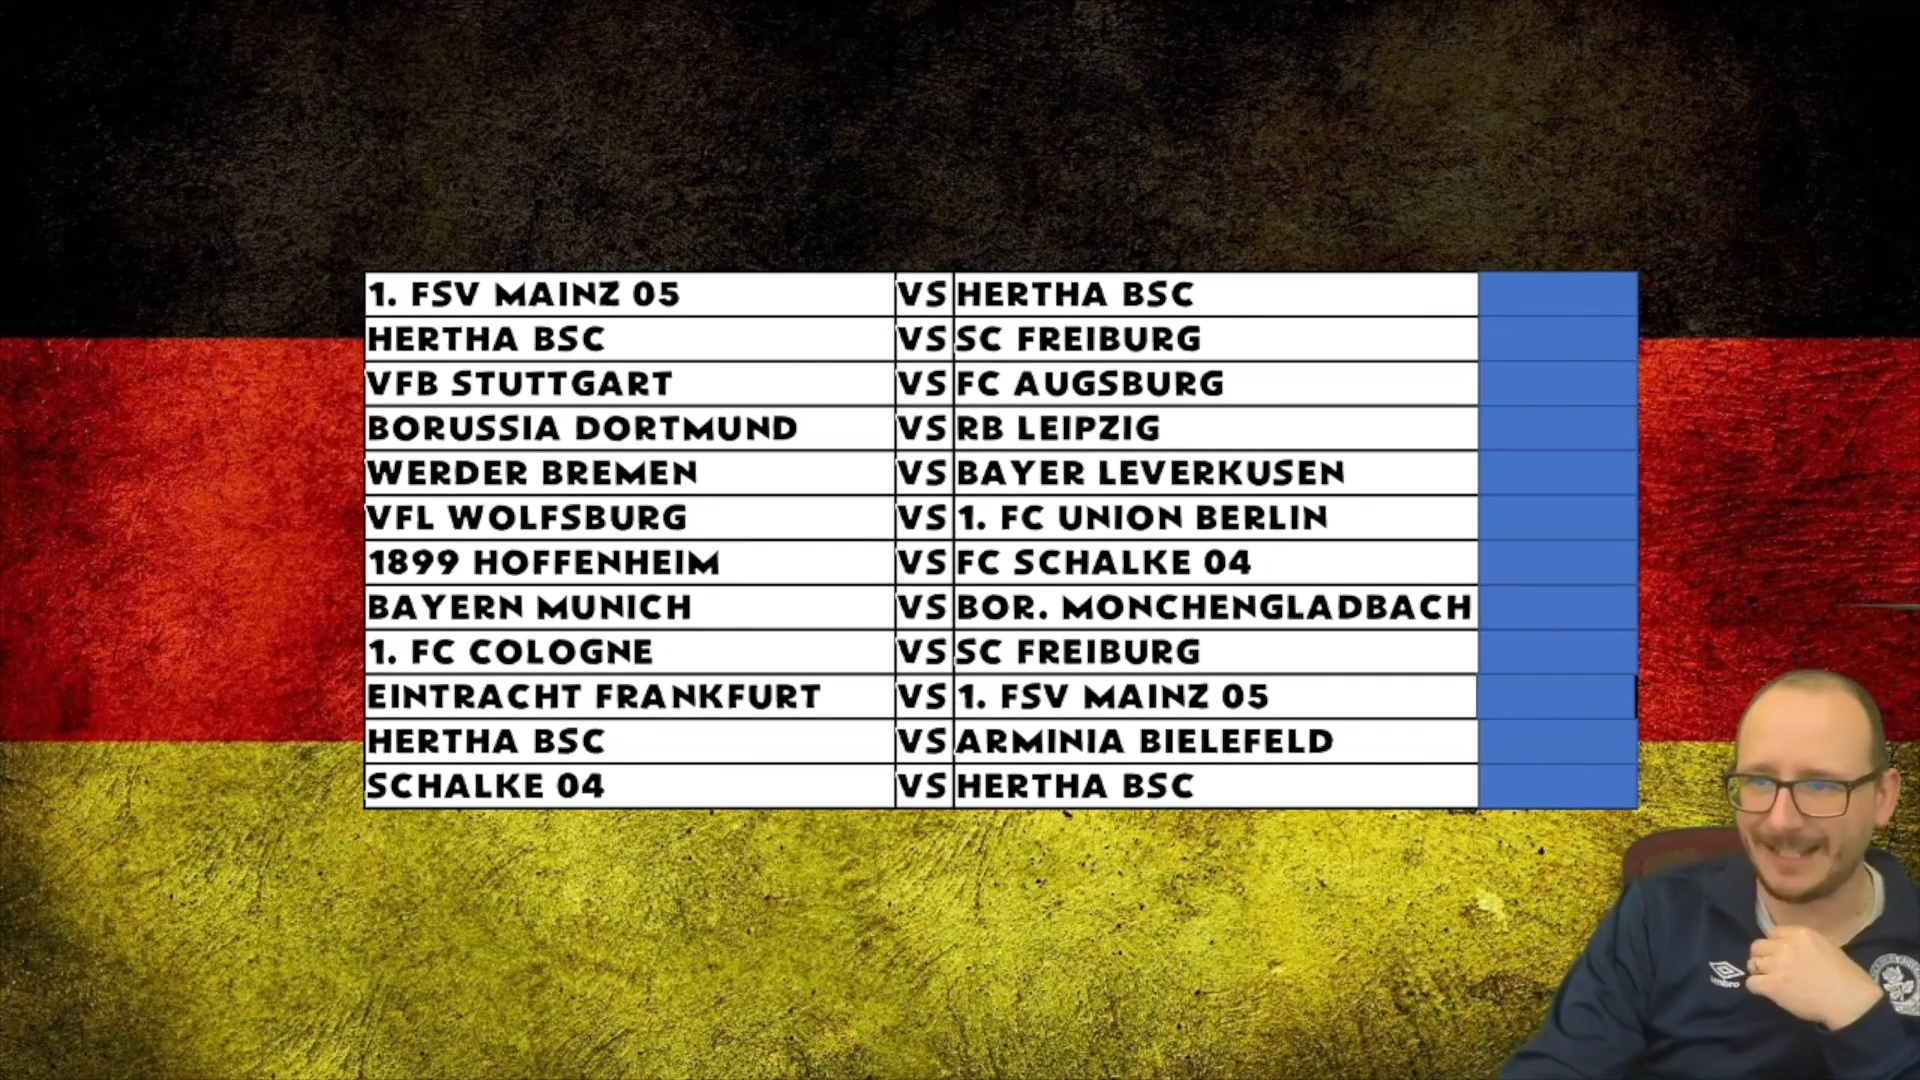 1. FSV MAINZ 05 VS HERTHA BSC
HERTHA BSC VS SC FREIBURG
VFB STUTTGART VS FC AUGSBURG
BORUSSIA DORTMUND VS RB LEIPZIG
WERDER BREMEN VS BAYER LEVERKUSEN
VFL WOLFSBURG VS 1. FC UNION BERLIN
1899 HOFFENHEIM VS FC SCHALKE 04
BAYERN MUNICH VS BOR. MONCHENGLADBACH
1. FC COLOGNE VS SC FREIBURG
EINTRACHT FRANKFURT VS 1. FSV MAINZ 05
HERTHA BSC VS ARMINIA BIELEFELD
SCHALKE 04 VS HERTHA BSC
umbro